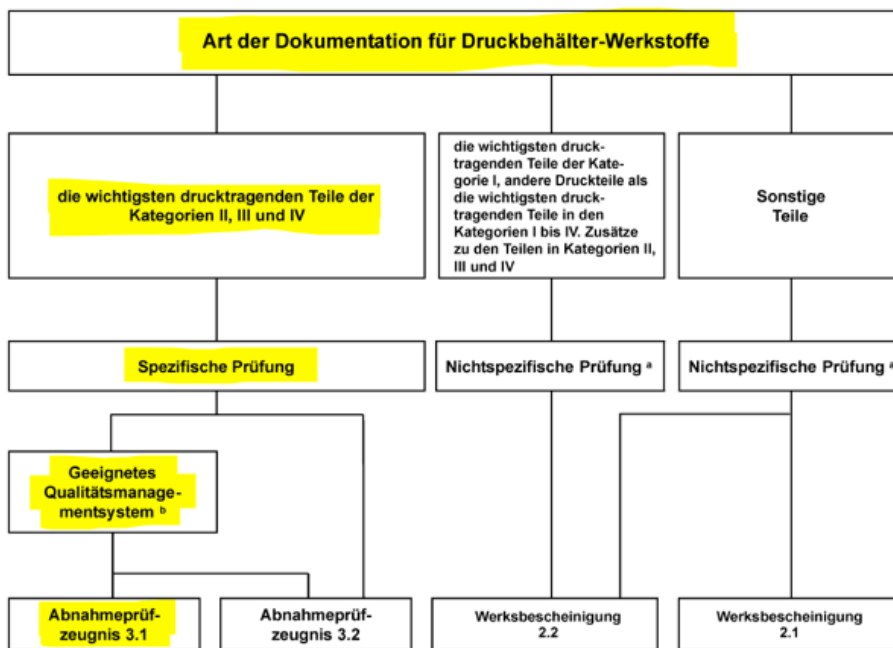 Art der Dokumentation für Druckbehälter-Werkstoffe
die wichtigsten drucktragenden Teile der
Kategorien II, III und IV
die wichtigsten druck-
tragenden Teile der Kate-
gorie I, andere Druckteile als
die wichtigsten druck-
tragenden Teile in den
Kategorien I bis IV. Zusätze
zu den Teilen in Kategorien II,
III und IV
Sonstige
Teile
Spezifische Prüfung
Nichtspezifische Prüfung a
Nichtspezifische Prüfung a
Geeignetes
Qualitätsmanage-
mentsystem b
Abnahmeprüf-
zeugnis 3.1
Abnahmeprüf-
zeugnis 3.2
Werksbescheinigung
2.2
Werksbescheinigung
2.1